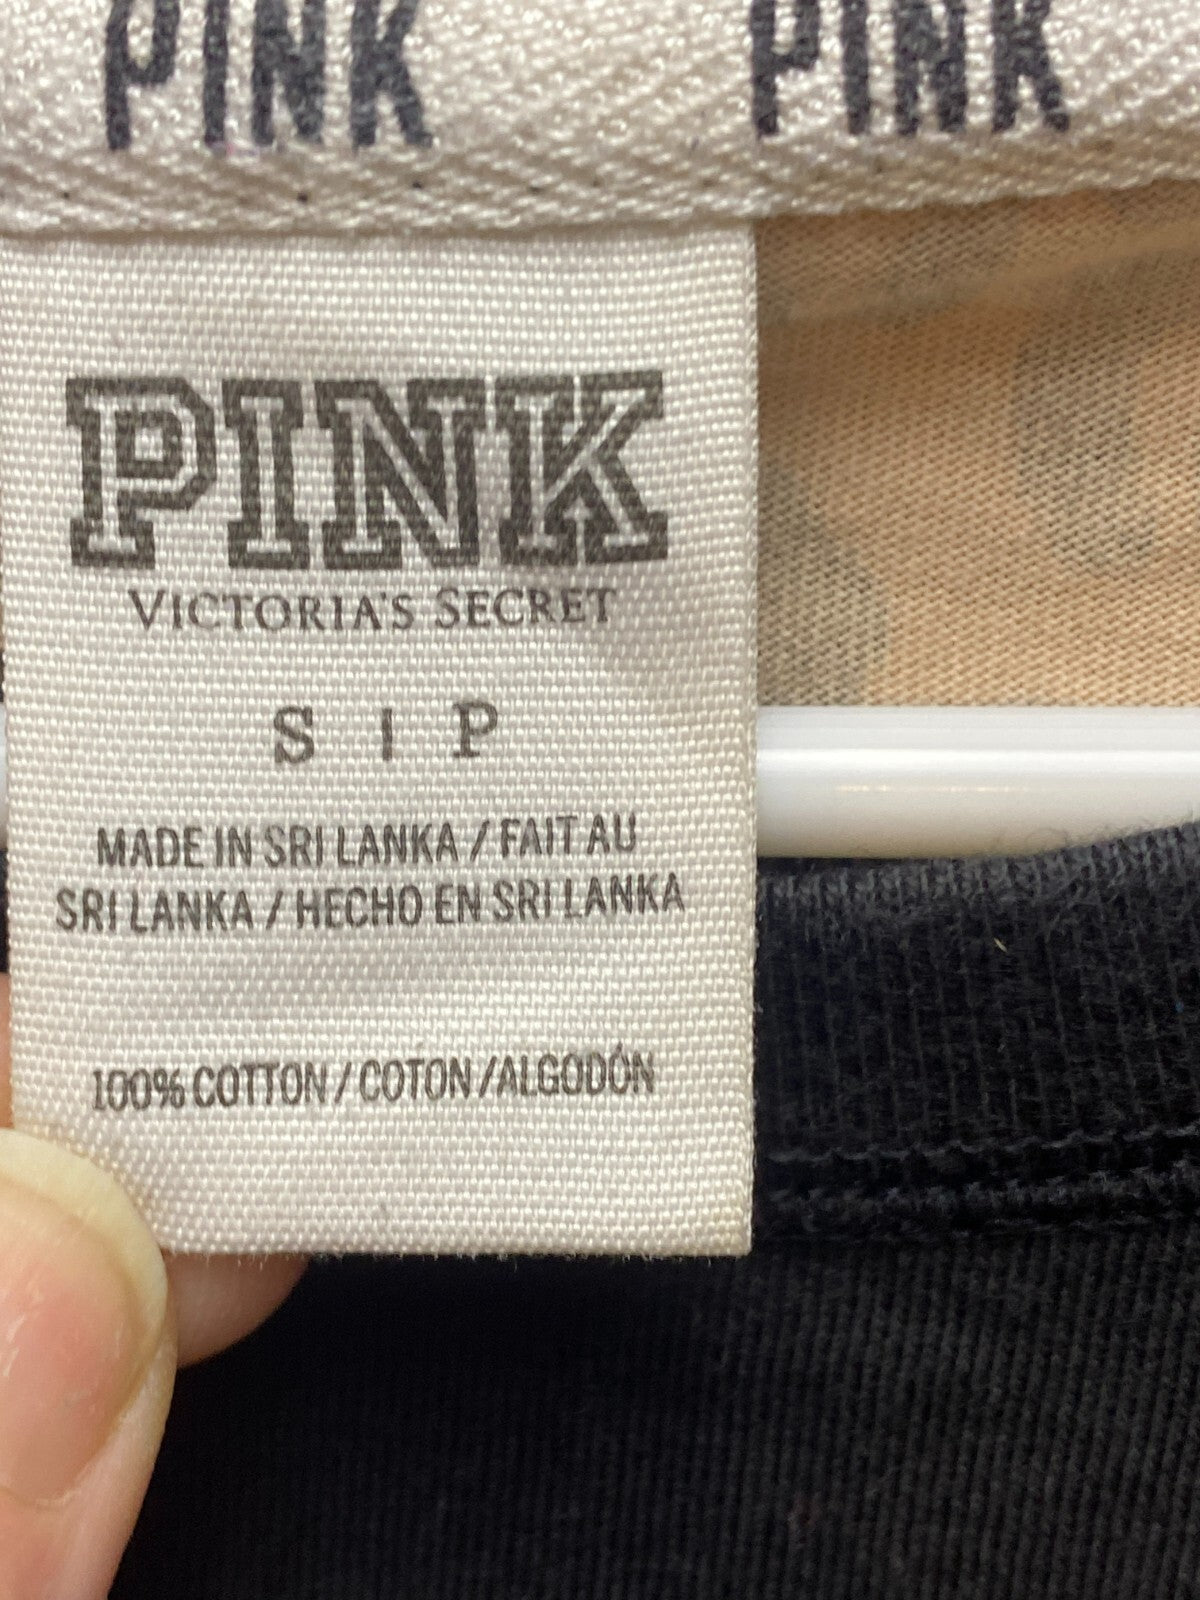 PINK PINK
PINK
VICTORIA'S SECRET
S | P
MADE IN SRI LANKA / FAIT AU
SRI LANKA / HECHO EN SRI LANKA
100% COTTON / COTON / ALGODÓN